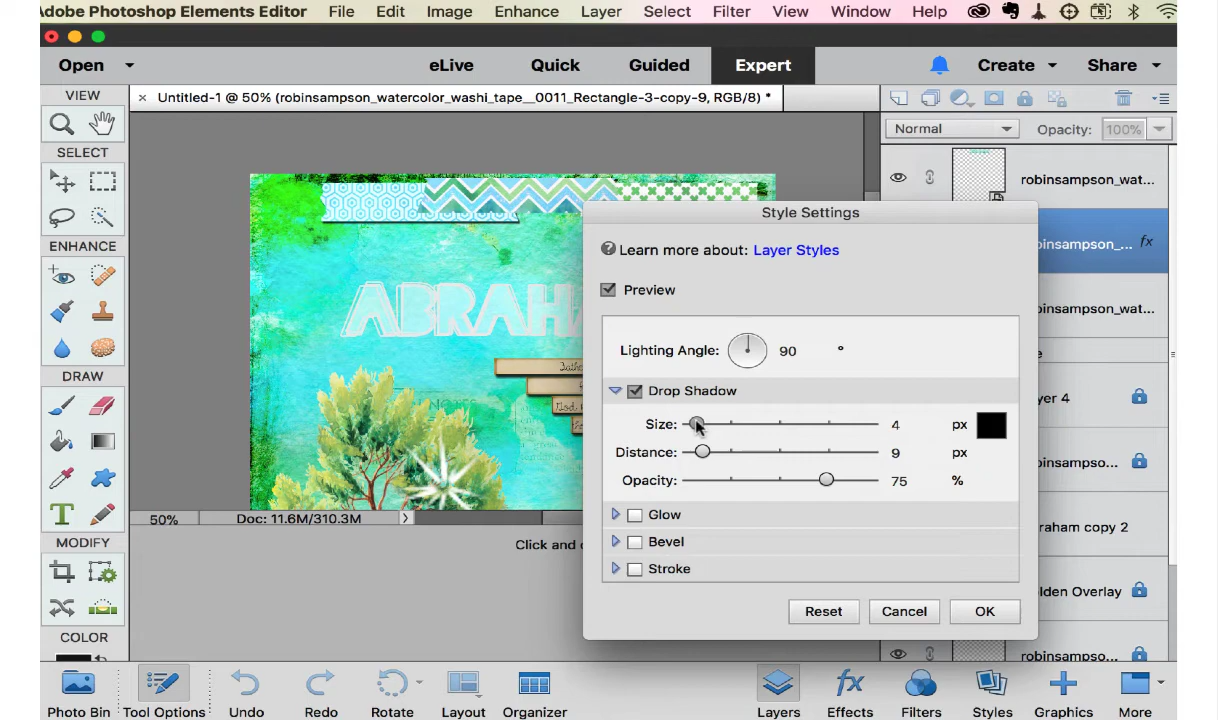 Adobe Photoshop Elements Editor File Edit Image Enhance Layer Select Filter View Window Help
Open eLive Quick Guided Expert Create Share
VIEW
× Untitled-1 @ 50% (robinsampson_watercolor_washi_tape__0011_Rectangle-3-copy-9, RGB/8) *
Normal Opacity: 100%
SELECT
robinsampson_wat...
Style Settings
ENHANCE
Learn more about: Layer Styles
obinsampson_... fx
Preview
ABRAHA
obinsampson_wat...
Lighting Angle: 90 °
DRAW
Drop Shadow
yer 4
Size: 4 px
Distance: 9 px
obinsampso...
Opacity: 75 %
50% Doc: 11.6M/310.3M
Glow
raham copy 2
MODIFY
Click and
Bevel
Stroke
lden Overlay
Reset Cancel OK
COLOR
robinsampso...
Photo Bin Tool Options Undo Redo Rotate Layout Organizer Layers Effects Filters Styles Graphics More